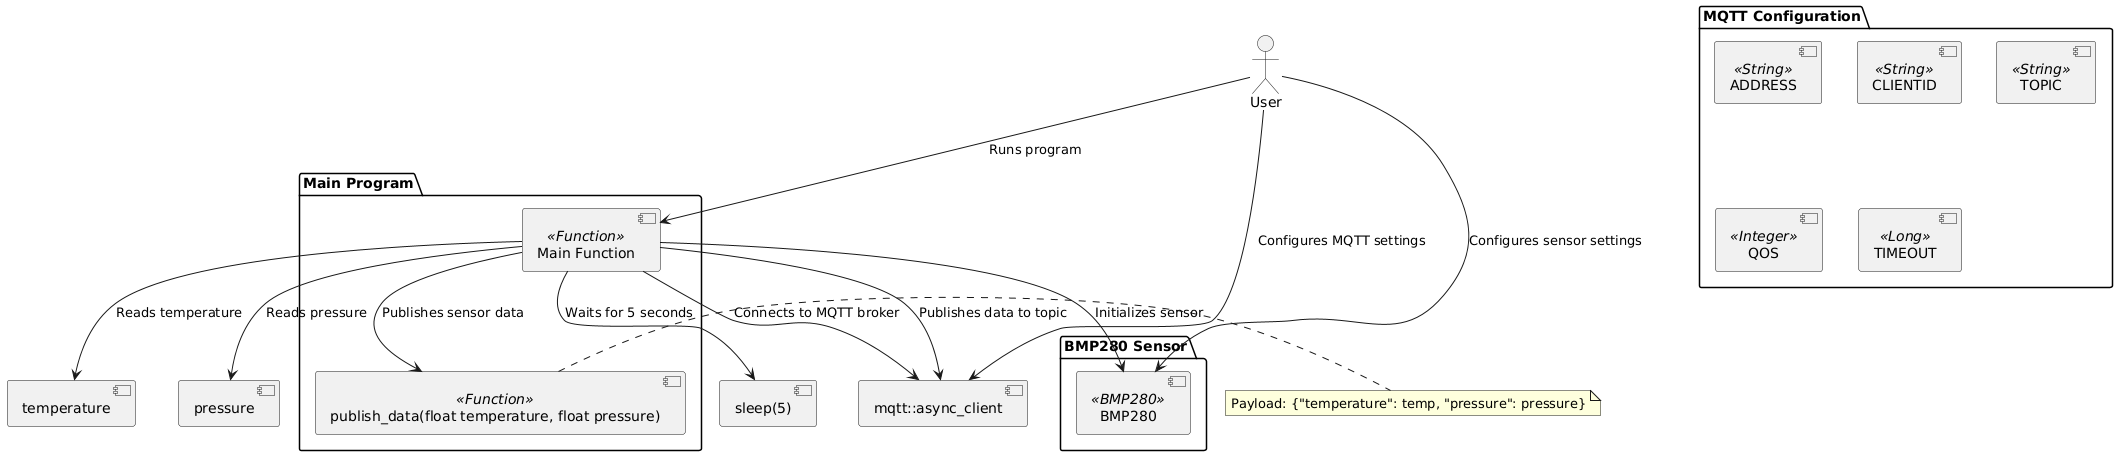 MQTT Configuration
«String»
ADDRESS
«String»
CLIENTID
«String»
TOPIC
User
Runs program
Main Program
«Function»
Main Function
«Integer»
QOS
«Long»
TIMEOUT
Configures MQTT settings
Configures sensor settings
Reads temperature
Reads pressure
Publishes sensor data
Waits for 5 seconds
Connects to MQTT broker
Publishes data to topic
Initializes sensor
BMP280 Sensor
temperature
pressure
«Function»
publish_data(float temperature, float pressure)
sleep(5)
mqtt::async_client
«BMP280»
BMP280
Payload: {"temperature": temp, "pressure": pressure}